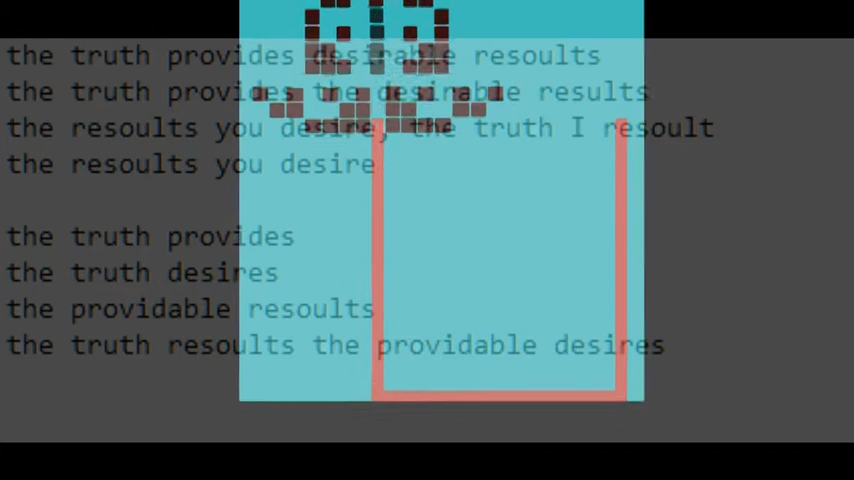 the truth provides desirable resoults
the truth provides the desirable results
the resoults you desire, the truth I resoult
the resoults you desire
the truth provides
the truth desires
the providable resoults
the truth resoults the providable desires